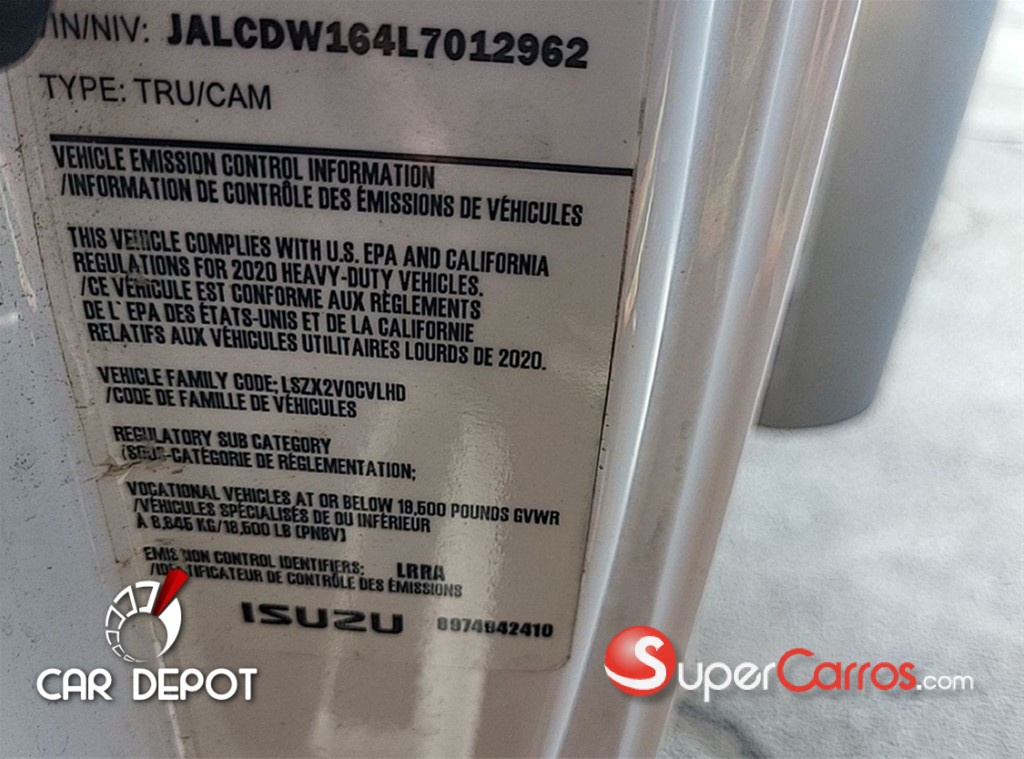 IN/NIV: JALCDW164L7012962
TYPE: TRU/CAM
VEHICLE EMISSION CONTROL INFORMATION
/INFORMATION DE CONTRÔLE DES ÉMISSIONS DE VÉHICULES
THIS VEHICLE COMPLIES WITH U.S. EPA AND CALIFORNIA
REGULATIONS FOR 2020 HEAVY-DUTY VEHICLES.
/CE VÉHICULE EST CONFORME AUX RÈGLEMENTS
DE L'EPA DES ÉTATS-UNIS ET DE LA CALIFORNIE
RELATIFS AUX VÉHICULES UTILITAIRES LOURDS DE 2020.
VEHICLE FAMILY CODE; LSZX2VOCVLHD
/CODE DE FAMILLE DE VÉHICULES
REGULATORY SUB CATEGORY
/SOUS-CATÉGORIE DE RÉGLEMENTATION;
VOCATIONAL VEHICLES AT OR BELOW 19,500 POUNDS GVWR
/VÉHICULES SPÉCIALISÉS DE OU INFÉRIEUR
À 8,845 KG/19,500 LB (PNBV)
EMISSION CONTROL IDENTIFIERS: LRRA
/IDENTIFICATEUR DE CONTRÔLE DES ÉMISSIONS
ISUZU 8974842410
CAR DEPOT
SuperCarros.com